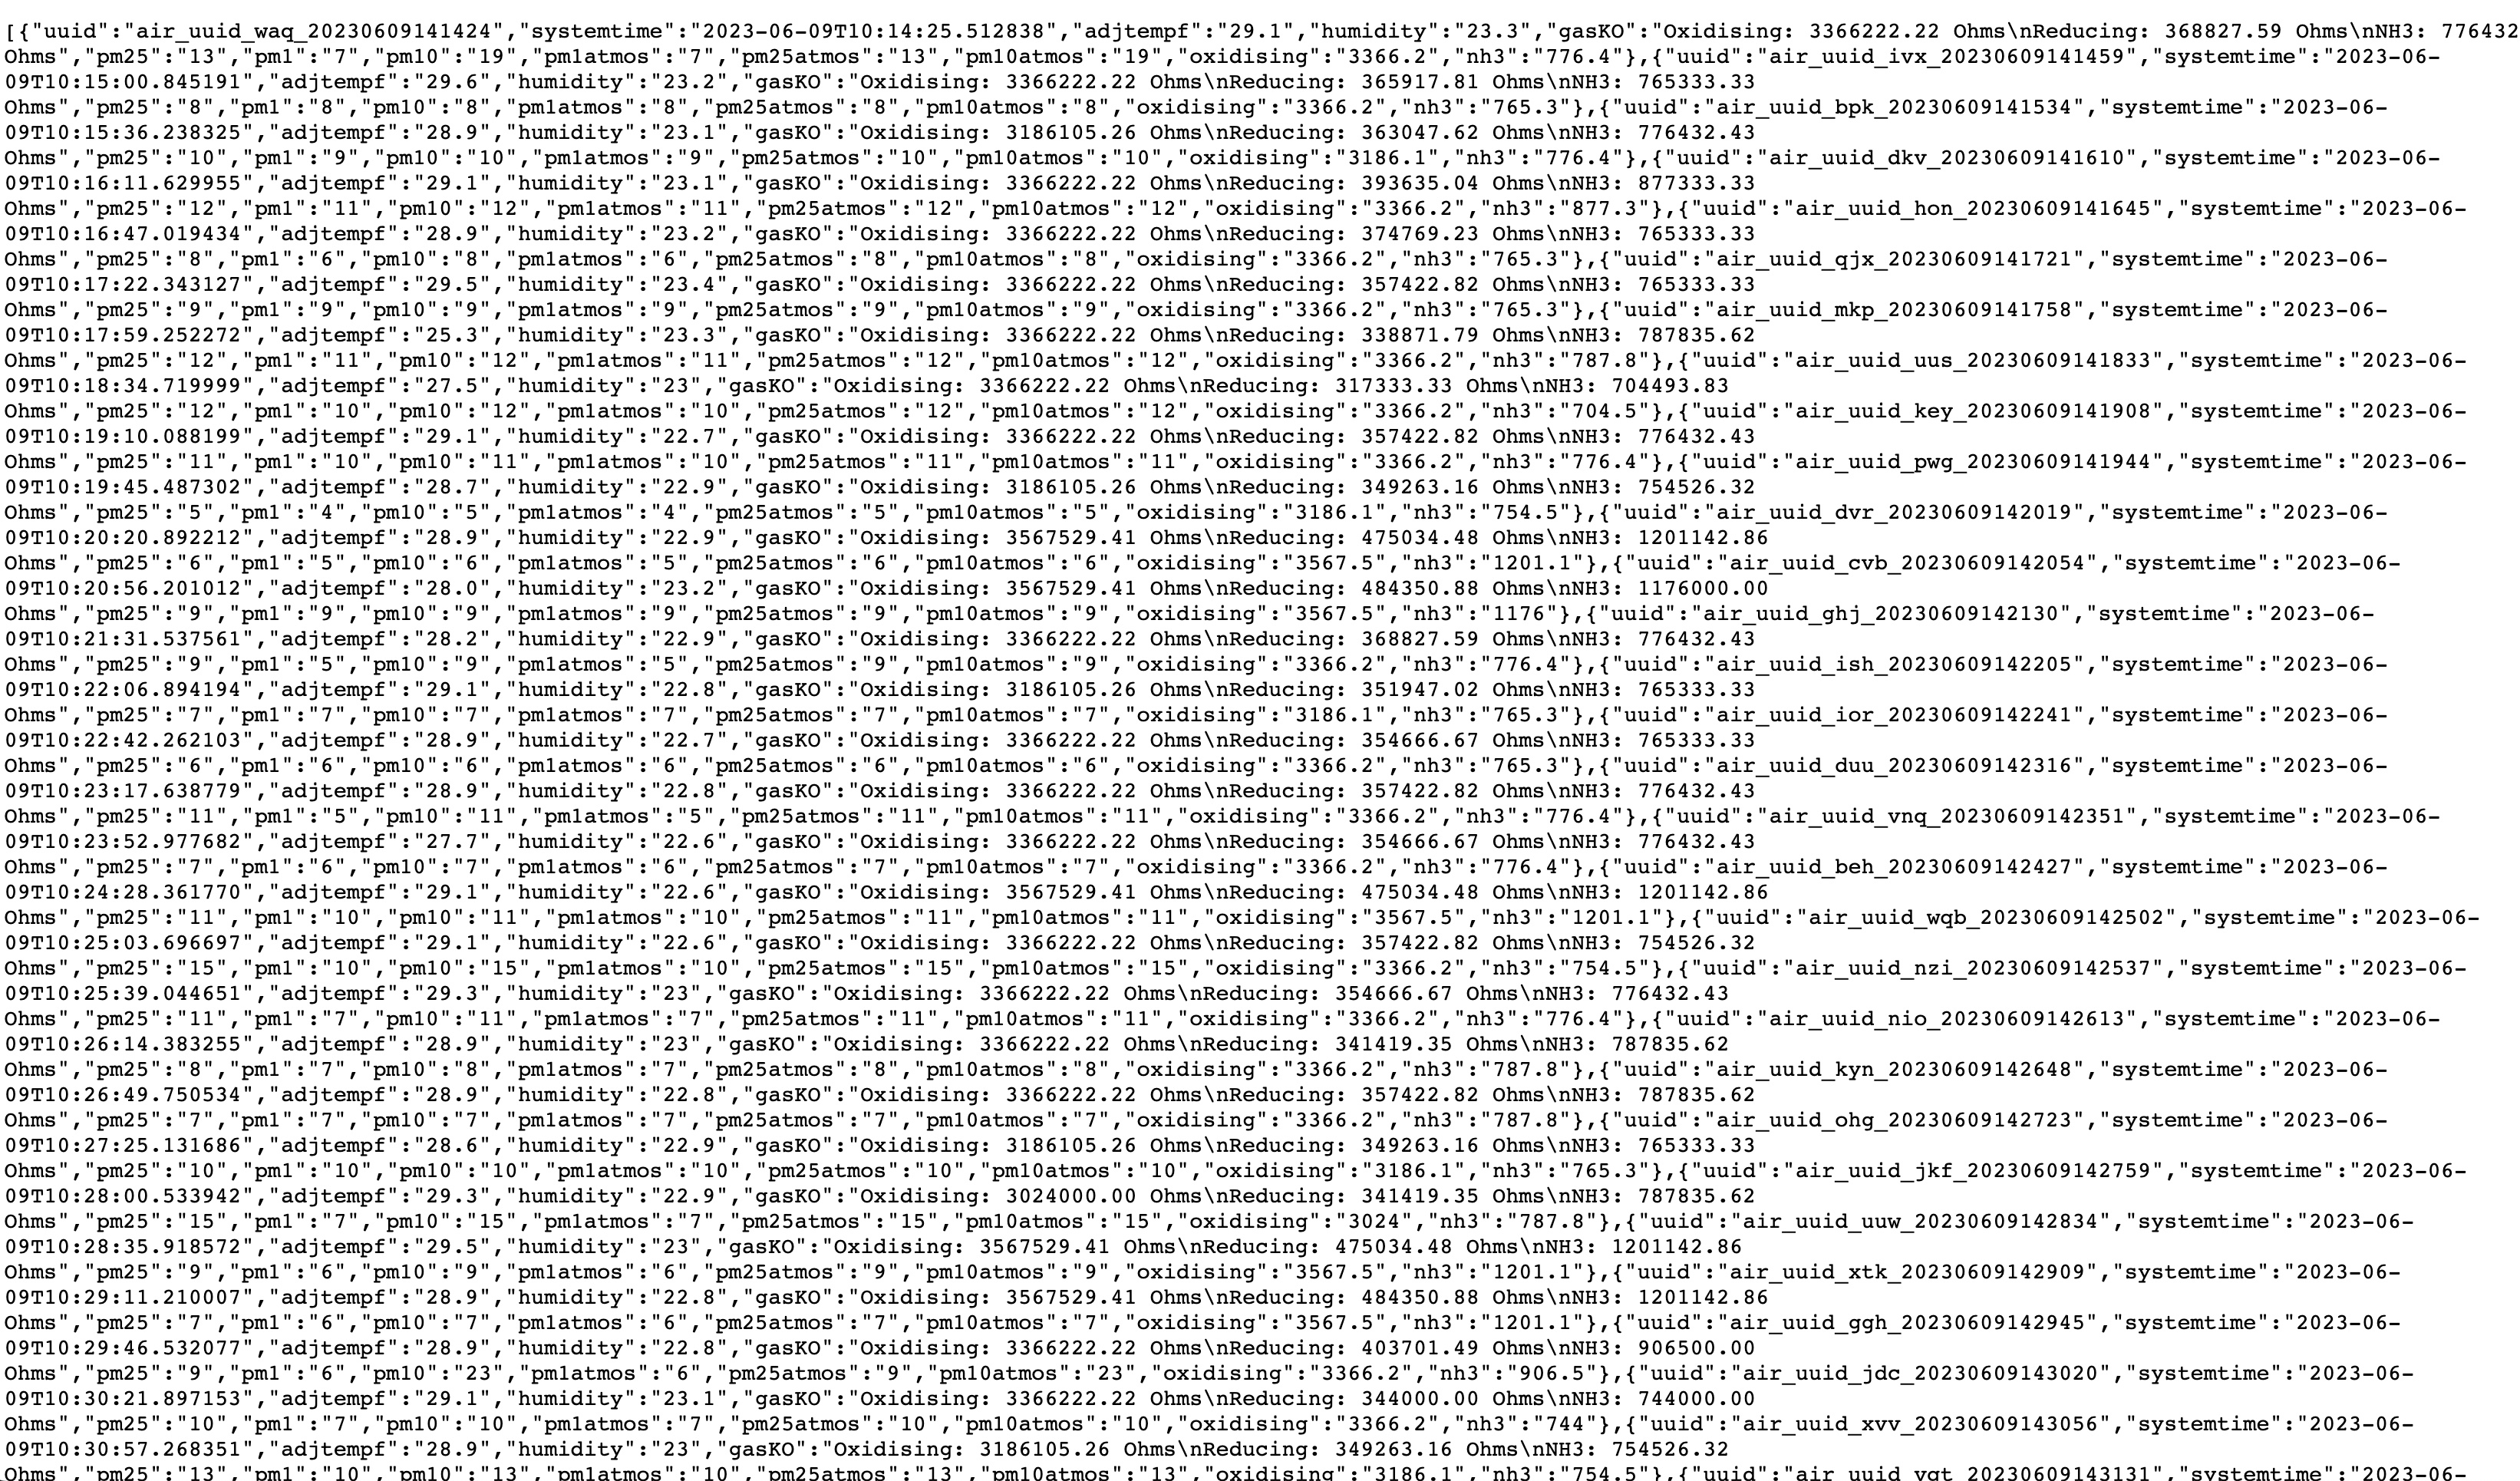 [{"uuid":"air_uuid_waq_20230609141424","systemtime":"2023-06-09T10:14:25.512838","adjtempf":"29.1","humidity":"23.3","gasKO":"Oxidising: 3366222.22 Ohms\nReducing: 368827.59 Ohms\nNH3: 776432
Ohms","pm25":"13","pm1":"7","pm10":"19","pm1atmos":"7","pm25atmos":"13","pm10atmos":"19","oxidising":"3366.2","nh3":"776.4"},{"uuid":"air_uuid_ivx_20230609141459","systemtime":"2023-06-
09T10:15:00.845191","adjtempf":"29.6","humidity":"23.2","gasKO":"Oxidising: 3366222.22 Ohms\nReducing: 365917.81 Ohms\nNH3: 765333.33
Ohms","pm25":"8","pm1":"8","pm10":"8","pm1atmos":"8","pm25atmos":"8","pm10atmos":"8","oxidising":"3366.2","nh3":"765.3"},{"uuid":"air_uuid_bpk_20230609141534","systemtime":"2023-06-
09T10:15:36.238325","adjtempf":"28.9","humidity":"23.1","gasKO":"Oxidising: 3186105.26 Ohms\nReducing: 363047.62 Ohms\nNH3: 776432.43
Ohms","pm25":"10","pm1":"9","pm10":"10","pm1atmos":"9","pm25atmos":"10","pm10atmos":"10","oxidising":"3186.1","nh3":"776.4"},{"uuid":"air_uuid_dkv_20230609141610","systemtime":"2023-06-
09T10:16:11.629955","adjtempf":"29.1","humidity":"23.1","gasKO":"Oxidising: 3366222.22 Ohms\nReducing: 393635.04 Ohms\nNH3: 877333.33
Ohms","pm25":"12","pm1":"11","pm10":"12","pm1atmos":"11","pm25atmos":"12","pm10atmos":"12","oxidising":"3366.2","nh3":"877.3"},{"uuid":"air_uuid_hon_20230609141645","systemtime":"2023-06-
09T10:16:47.019434","adjtempf":"28.9","humidity":"23.2","gasKO":"Oxidising: 3366222.22 Ohms\nReducing: 374769.23 Ohms\nNH3: 765333.33
Ohms","pm25":"8","pm1":"6","pm10":"8","pm1atmos":"6","pm25atmos":"8","pm10atmos":"8","oxidising":"3366.2","nh3":"765.3"},{"uuid":"air_uuid_qjx_20230609141721","systemtime":"2023-06-
09T10:17:22.343127","adjtempf":"29.5","humidity":"23.4","gasKO":"Oxidising: 3366222.22 Ohms\nReducing: 357422.82 Ohms\nNH3: 765333.33
Ohms","pm25":"9","pm1":"9","pm10":"9","pm1atmos":"9","pm25atmos":"9","pm10atmos":"9","oxidising":"3366.2","nh3":"765.3"},{"uuid":"air_uuid_mkp_20230609141758","systemtime":"2023-06-
09T10:17:59.252272","adjtempf":"25.3","humidity":"23.3","gasKO":"Oxidising: 3366222.22 Ohms\nReducing: 338871.79 Ohms\nNH3: 787835.62
Ohms","pm25":"12","pm1":"11","pm10":"12","pm1atmos":"11","pm25atmos":"12","pm10atmos":"12","oxidising":"3366.2","nh3":"787.8"},{"uuid":"air_uuid_uus_20230609141833","systemtime":"2023-06-
09T10:18:34.719999","adjtempf":"27.5","humidity":"23","gasKO":"Oxidising: 3366222.22 Ohms\nReducing: 317333.33 Ohms\nNH3: 704493.83
Ohms","pm25":"12","pm1":"10","pm10":"12","pm1atmos":"10","pm25atmos":"12","pm10atmos":"12","oxidising":"3366.2","nh3":"704.5"},{"uuid":"air_uuid_key_20230609141908","systemtime":"2023-06-
09T10:19:10.088199","adjtempf":"29.1","humidity":"22.7","gasKO":"Oxidising: 3366222.22 Ohms\nReducing: 357422.82 Ohms\nNH3: 776432.43
Ohms","pm25":"11","pm1":"10","pm10":"11","pm1atmos":"10","pm25atmos":"11","pm10atmos":"11","oxidising":"3366.2","nh3":"776.4"},{"uuid":"air_uuid_pwg_20230609141944","systemtime":"2023-06-
09T10:19:45.487302","adjtempf":"28.7","humidity":"22.9","gasKO":"Oxidising: 3186105.26 Ohms\nReducing: 349263.16 Ohms\nNH3: 754526.32
Ohms","pm25":"5","pm1":"4","pm10":"5","pm1atmos":"4","pm25atmos":"5","pm10atmos":"5","oxidising":"3186.1","nh3":"754.5"},{"uuid":"air_uuid_dvr_20230609142019","systemtime":"2023-06-
09T10:20:20.892212","adjtempf":"28.9","humidity":"22.9","gasKO":"Oxidising: 3567529.41 Ohms\nReducing: 475034.48 Ohms\nNH3: 1201142.86
Ohms","pm25":"6","pm1":"5","pm10":"6","pm1atmos":"5","pm25atmos":"6","pm10atmos":"6","oxidising":"3567.5","nh3":"1201.1"},{"uuid":"air_uuid_cvb_20230609142054","systemtime":"2023-06-
09T10:20:56.201012","adjtempf":"28.0","humidity":"23.2","gasKO":"Oxidising: 3567529.41 Ohms\nReducing: 484350.88 Ohms\nNH3: 1176000.00
Ohms","pm25":"9","pm1":"9","pm10":"9","pm1atmos":"9","pm25atmos":"9","pm10atmos":"9","oxidising":"3567.5","nh3":"1176"},{"uuid":"air_uuid_ghj_20230609142130","systemtime":"2023-06-
09T10:21:31.537561","adjtempf":"28.2","humidity":"22.9","gasKO":"Oxidising: 3366222.22 Ohms\nReducing: 368827.59 Ohms\nNH3: 776432.43
Ohms","pm25":"9","pm1":"5","pm10":"9","pm1atmos":"5","pm25atmos":"9","pm10atmos":"9","oxidising":"3366.2","nh3":"776.4"},{"uuid":"air_uuid_ish_20230609142205","systemtime":"2023-06-
09T10:22:06.894194","adjtempf":"29.1","humidity":"22.8","gasKO":"Oxidising: 3186105.26 Ohms\nReducing: 351947.02 Ohms\nNH3: 765333.33
Ohms","pm25":"7","pm1":"7","pm10":"7","pm1atmos":"7","pm25atmos":"7","pm10atmos":"7","oxidising":"3186.1","nh3":"765.3"},{"uuid":"air_uuid_ior_20230609142241","systemtime":"2023-06-
09T10:22:42.262103","adjtempf":"28.9","humidity":"22.7","gasKO":"Oxidising: 3366222.22 Ohms\nReducing: 354666.67 Ohms\nNH3: 765333.33
Ohms","pm25":"6","pm1":"6","pm10":"6","pm1atmos":"6","pm25atmos":"6","pm10atmos":"6","oxidising":"3366.2","nh3":"765.3"},{"uuid":"air_uuid_duu_20230609142316","systemtime":"2023-06-
09T10:23:17.638779","adjtempf":"28.9","humidity":"22.8","gasKO":"Oxidising: 3366222.22 Ohms\nReducing: 357422.82 Ohms\nNH3: 776432.43
Ohms","pm25":"11","pm1":"5","pm10":"11","pm1atmos":"5","pm25atmos":"11","pm10atmos":"11","oxidising":"3366.2","nh3":"776.4"},{"uuid":"air_uuid_vnq_20230609142351","systemtime":"2023-06-
09T10:23:52.977682","adjtempf":"27.7","humidity":"22.6","gasKO":"Oxidising: 3366222.22 Ohms\nReducing: 354666.67 Ohms\nNH3: 776432.43
Ohms","pm25":"7","pm1":"6","pm10":"7","pm1atmos":"6","pm25atmos":"7","pm10atmos":"7","oxidising":"3366.2","nh3":"776.4"},{"uuid":"air_uuid_beh_20230609142427","systemtime":"2023-06-
09T10:24:28.361770","adjtempf":"29.1","humidity":"22.6","gasKO":"Oxidising: 3567529.41 Ohms\nReducing: 475034.48 Ohms\nNH3: 1201142.86
Ohms","pm25":"11","pm1":"10","pm10":"11","pm1atmos":"10","pm25atmos":"11","pm10atmos":"11","oxidising":"3567.5","nh3":"1201.1"},{"uuid":"air_uuid_wqb_20230609142502","systemtime":"2023-06-
09T10:25:03.696697","adjtempf":"29.1","humidity":"22.6","gasKO":"Oxidising: 3366222.22 Ohms\nReducing: 357422.82 Ohms\nNH3: 754526.32
Ohms","pm25":"15","pm1":"10","pm10":"15","pm1atmos":"10","pm25atmos":"15","pm10atmos":"15","oxidising":"3366.2","nh3":"754.5"},{"uuid":"air_uuid_nzi_20230609142537","systemtime":"2023-06-
09T10:25:39.044651","adjtempf":"29.3","humidity":"23","gasKO":"Oxidising: 3366222.22 Ohms\nReducing: 354666.67 Ohms\nNH3: 776432.43
Ohms","pm25":"11","pm1":"7","pm10":"11","pm1atmos":"7","pm25atmos":"11","pm10atmos":"11","oxidising":"3366.2","nh3":"776.4"},{"uuid":"air_uuid_nio_20230609142613","systemtime":"2023-06-
09T10:26:14.383255","adjtempf":"28.9","humidity":"23","gasKO":"Oxidising: 3366222.22 Ohms\nReducing: 341419.35 Ohms\nNH3: 787835.62
Ohms","pm25":"8","pm1":"7","pm10":"8","pm1atmos":"7","pm25atmos":"8","pm10atmos":"8","oxidising":"3366.2","nh3":"787.8"},{"uuid":"air_uuid_kyn_20230609142648","systemtime":"2023-06-
09T10:26:49.750534","adjtempf":"28.9","humidity":"22.8","gasKO":"Oxidising: 3366222.22 Ohms\nReducing: 357422.82 Ohms\nNH3: 787835.62
Ohms","pm25":"7","pm1":"7","pm10":"7","pm1atmos":"7","pm25atmos":"7","pm10atmos":"7","oxidising":"3366.2","nh3":"787.8"},{"uuid":"air_uuid_ohg_20230609142723","systemtime":"2023-06-
09T10:27:25.131686","adjtempf":"28.6","humidity":"22.9","gasKO":"Oxidising: 3186105.26 Ohms\nReducing: 349263.16 Ohms\nNH3: 765333.33
Ohms","pm25":"10","pm1":"10","pm10":"10","pm1atmos":"10","pm25atmos":"10","pm10atmos":"10","oxidising":"3186.1","nh3":"765.3"},{"uuid":"air_uuid_jkf_20230609142759","systemtime":"2023-06-
09T10:28:00.533942","adjtempf":"29.3","humidity":"22.9","gasKO":"Oxidising: 3024000.00 Ohms\nReducing: 341419.35 Ohms\nNH3: 787835.62
Ohms","pm25":"15","pm1":"7","pm10":"15","pm1atmos":"7","pm25atmos":"15","pm10atmos":"15","oxidising":"3024","nh3":"787.8"},{"uuid":"air_uuid_uuw_20230609142834","systemtime":"2023-06-
09T10:28:35.918572","adjtempf":"29.5","humidity":"23","gasKO":"Oxidising: 3567529.41 Ohms\nReducing: 475034.48 Ohms\nNH3: 1201142.86
Ohms","pm25":"9","pm1":"6","pm10":"9","pm1atmos":"6","pm25atmos":"9","pm10atmos":"9","oxidising":"3567.5","nh3":"1201.1"},{"uuid":"air_uuid_xtk_20230609142909","systemtime":"2023-06-
09T10:29:11.210007","adjtempf":"28.9","humidity":"22.8","gasKO":"Oxidising: 3567529.41 Ohms\nReducing: 484350.88 Ohms\nNH3: 1201142.86
Ohms","pm25":"7","pm1":"6","pm10":"7","pm1atmos":"6","pm25atmos":"7","pm10atmos":"7","oxidising":"3567.5","nh3":"1201.1"},{"uuid":"air_uuid_ggh_20230609142945","systemtime":"2023-06-
09T10:29:46.532077","adjtempf":"28.9","humidity":"22.8","gasKO":"Oxidising: 3366222.22 Ohms\nReducing: 403701.49 Ohms\nNH3: 906500.00
Ohms","pm25":"9","pm1":"6","pm10":"23","pm1atmos":"6","pm25atmos":"9","pm10atmos":"23","oxidising":"3366.2","nh3":"906.5"},{"uuid":"air_uuid_jdc_20230609143020","systemtime":"2023-06-
09T10:30:21.897153","adjtempf":"29.1","humidity":"23.1","gasKO":"Oxidising: 3366222.22 Ohms\nReducing: 344000.00 Ohms\nNH3: 744000.00
Ohms","pm25":"10","pm1":"7","pm10":"10","pm1atmos":"7","pm25atmos":"10","pm10atmos":"10","oxidising":"3366.2","nh3":"744"},{"uuid":"air_uuid_xvv_20230609143056","systemtime":"2023-06-
09T10:30:57.268351","adjtempf":"28.9","humidity":"23","gasKO":"Oxidising: 3186105.26 Ohms\nReducing: 349263.16 Ohms\nNH3: 754526.32
Ohms","pm25":"13","pm1":"10","pm10":"13","pm1atmos":"10","pm25atmos":"13","pm10atmos":"13","oxidising":"3186.1","nh3":"754.5"},{"uuid":"air_uuid_vgt_20230609143131","systemtime":"2023-06-